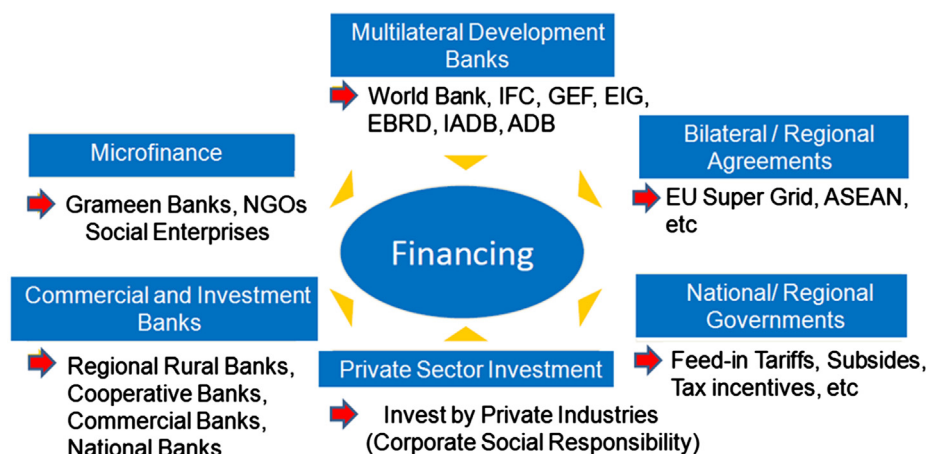 Multilateral Development
Banks
World Bank, IFC, GEF, EIG,
EBRD, IADB, ADB
Microfinance
Grameen Banks, NGOs
Social Enterprises
Bilateral / Regional
Agreements
EU Super Grid, ASEAN,
etc
Financing
Commercial and Investment
Banks
Regional Rural Banks,
Cooperative Banks,
Commercial Banks,
National Banks
Private Sector Investment
Invest by Private Industries
(Corporate Social Responsibility)
National/ Regional
Governments
Feed-in Tariffs, Subsides,
Tax incentives, etc